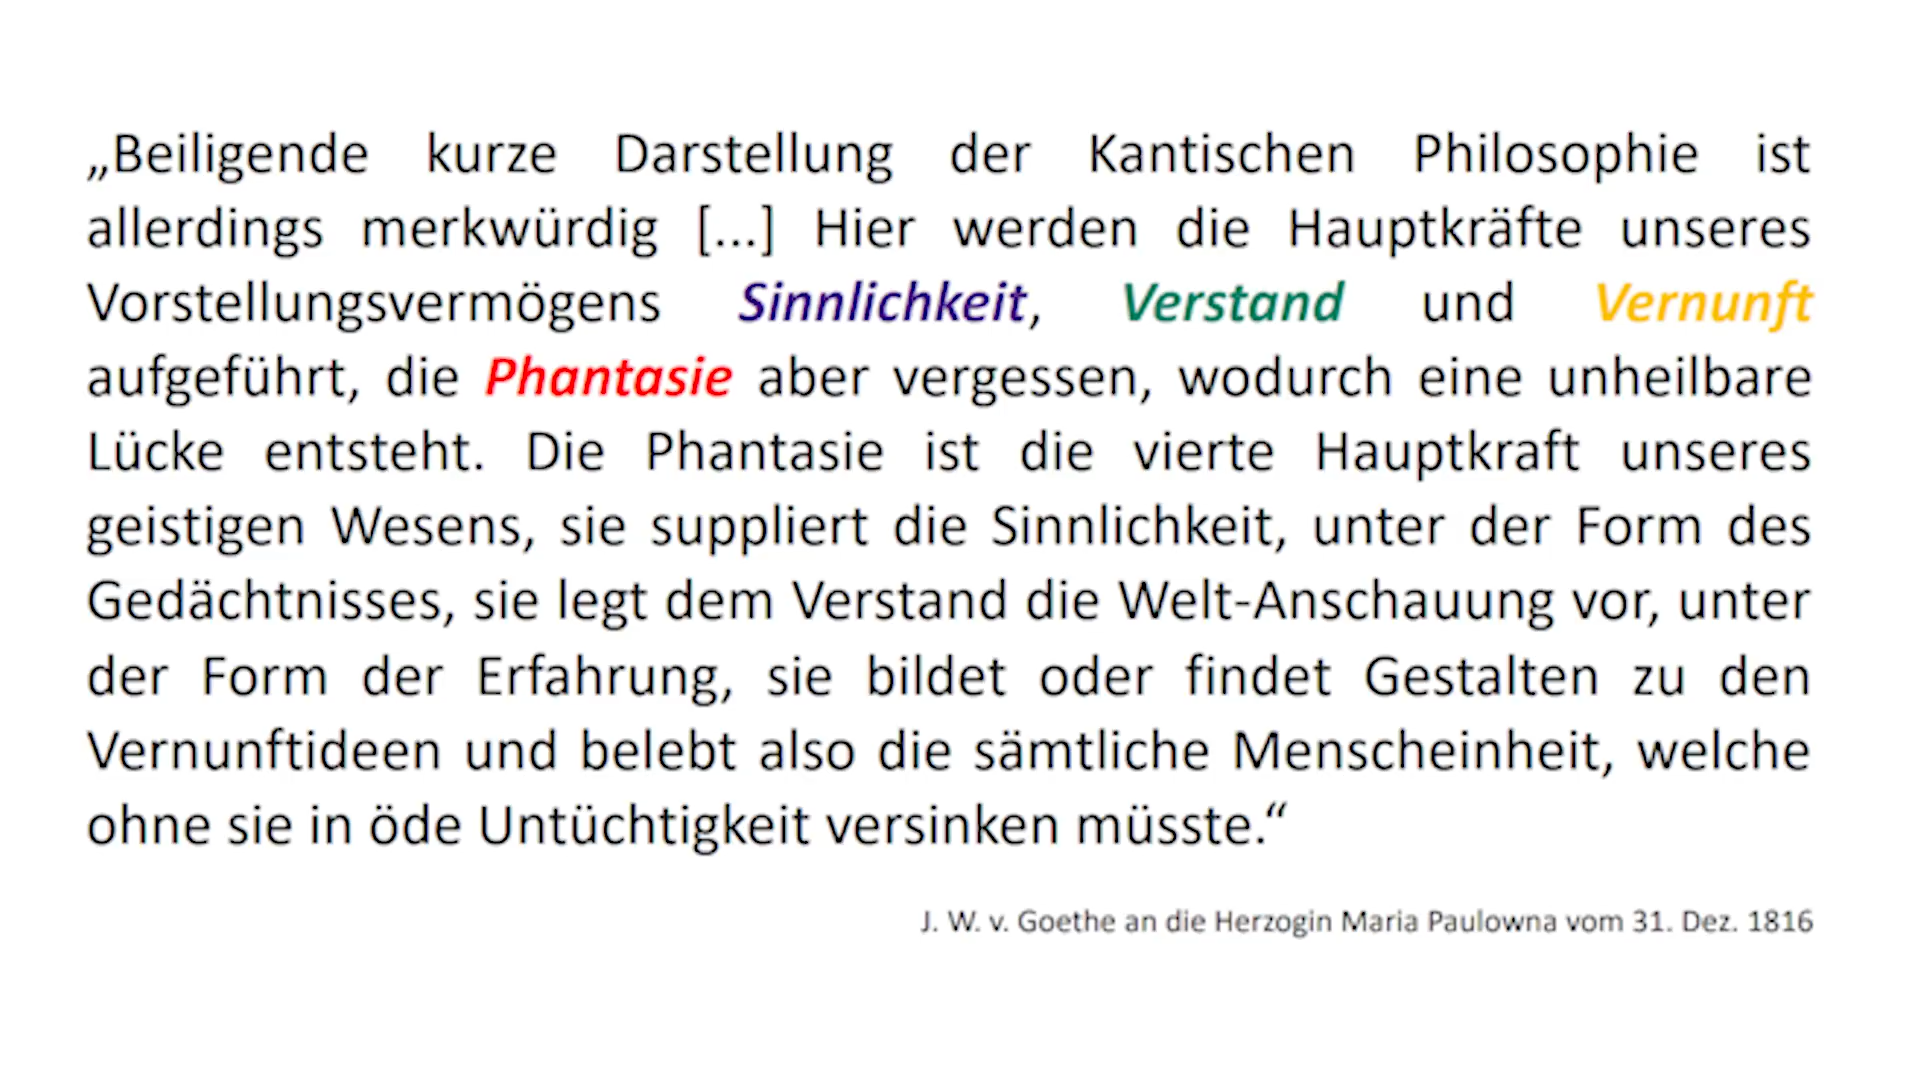 „Beiligende kurze Darstellung der Kantischen Philosophie ist
allerdings merkwürdig [...] Hier werden die Hauptkräfte unseres
Vorstellungsvermögens Sinnlichkeit, Verstand und Vernunft
aufgeführt, die Phantasie aber vergessen, wodurch eine unheilbare
Lücke entsteht. Die Phantasie ist die vierte Hauptkraft unseres
geistigen Wesens, sie suppliert die Sinnlichkeit, unter der Form des
Gedächtnisses, sie legt dem Verstand die Welt-Anschauung vor, unter
der Form der Erfahrung, sie bildet oder findet Gestalten zu den
Vernunftideen und belebt also die sämtliche Menscheinheit, welche
ohne sie in öde Untüchtigkeit versinken müsste.“
J. W. v. Goethe an die Herzogin Maria Paulowna vom 31. Dez. 1816